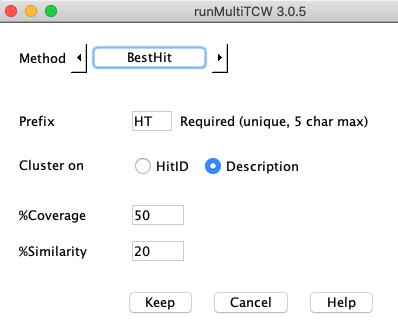 runMultiTCW 3.0.5
Method BestHit
Prefix HT Required (unique, 5 char max)
Cluster on HitID Description
%Coverage 50
%Similarity 20
Keep Cancel Help